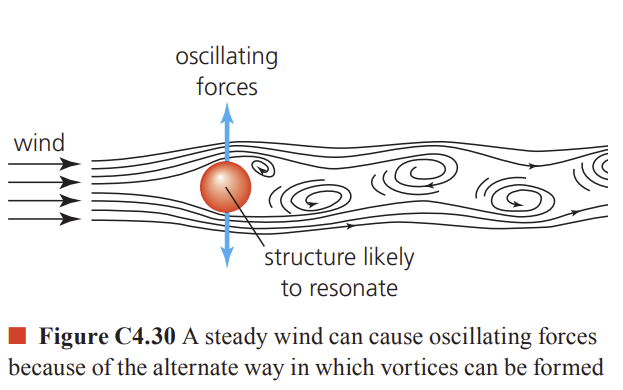 oscillating
forces
wind
structure likely
to resonate
Figure C4.30 A steady wind can cause oscillating forces
because of the alternate way in which vortices can be formed